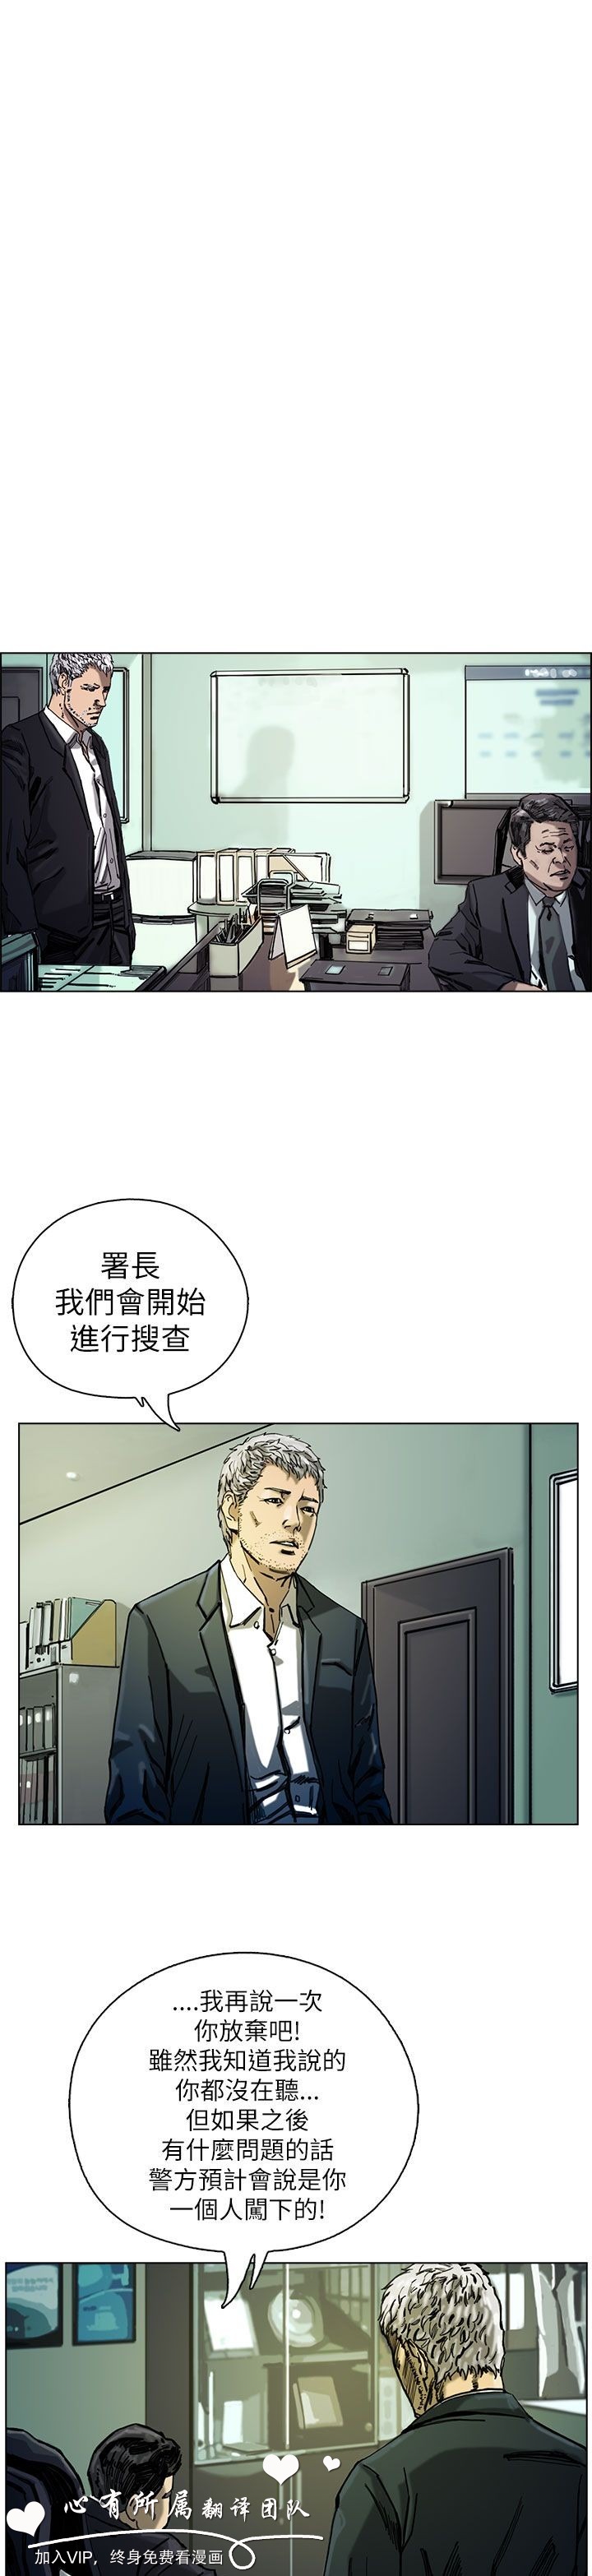 署長
我們會開始
進行搜查
....我再說一次
你放棄吧!
雖然我知道我說的
你都沒在聽...
但如果之後
有什麼問題的話
警方預計會說是你
一個人闖下的!
心有所属翻译团队
加入VIP，终身免费看漫画